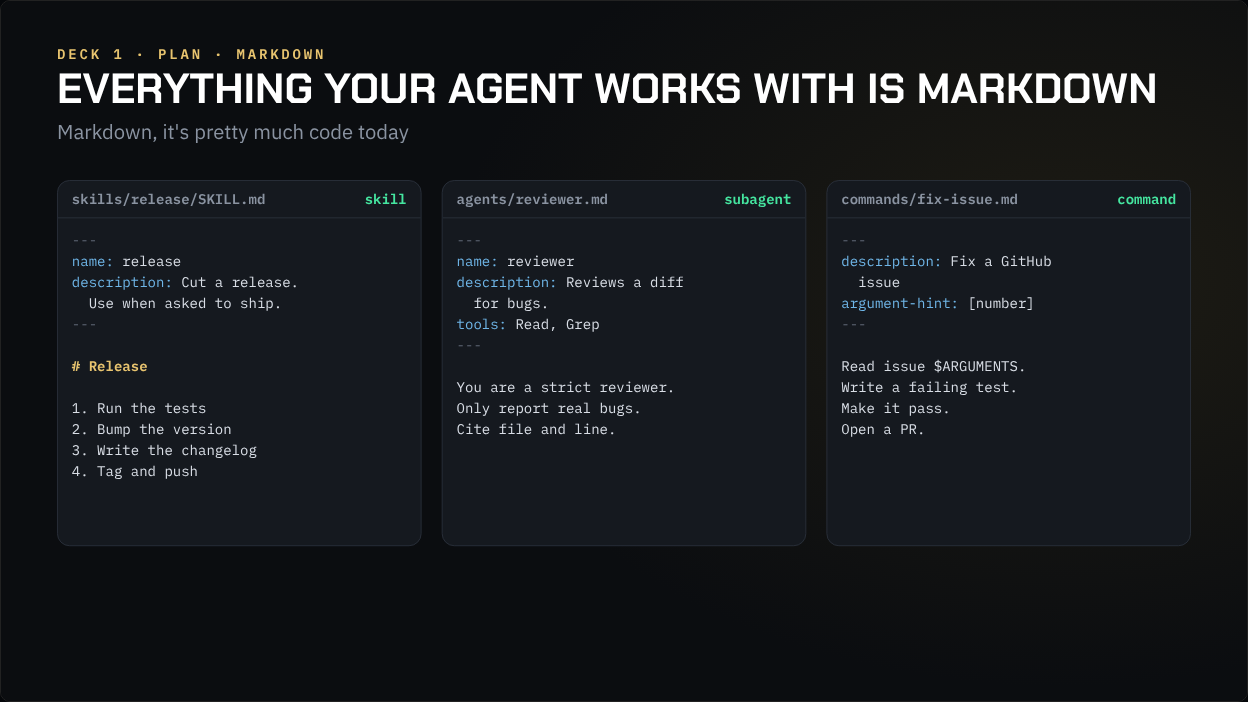 DECK 1 · PLAN · MARKDOWN
EVERYTHING YOUR AGENT WORKS WITH IS MARKDOWN
Markdown, it's pretty much code today
skills/release/SKILL.md skill
---
name: release
description: Cut a release.
  Use when asked to ship.
---
# Release
1. Run the tests
2. Bump the version
3. Write the changelog
4. Tag and push
agents/reviewer.md subagent
---
name: reviewer
description: Reviews a diff
  for bugs.
tools: Read, Grep
---
You are a strict reviewer.
Only report real bugs.
Cite file and line.
commands/fix-issue.md command
---
description: Fix a GitHub
  issue
argument-hint: [number]
---
Read issue $ARGUMENTS.
Write a failing test.
Make it pass.
Open a PR.